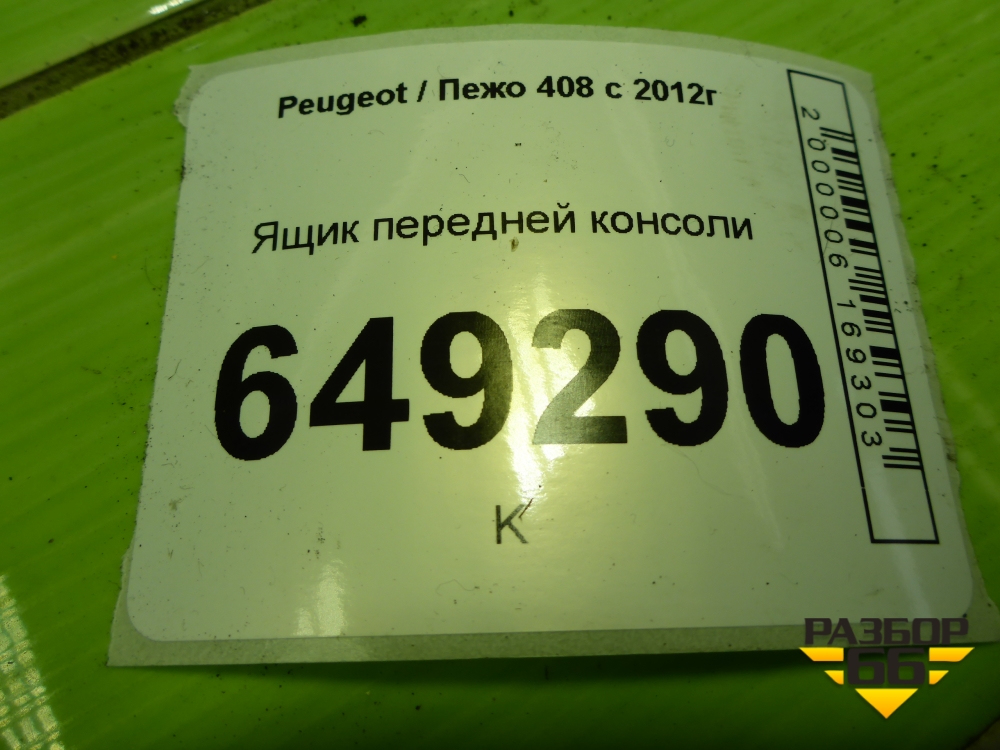 Peugeot / Пежо 408 с 2012г
Ящик передней консоли
649290
К
2000006169303
РАЗБОР
66